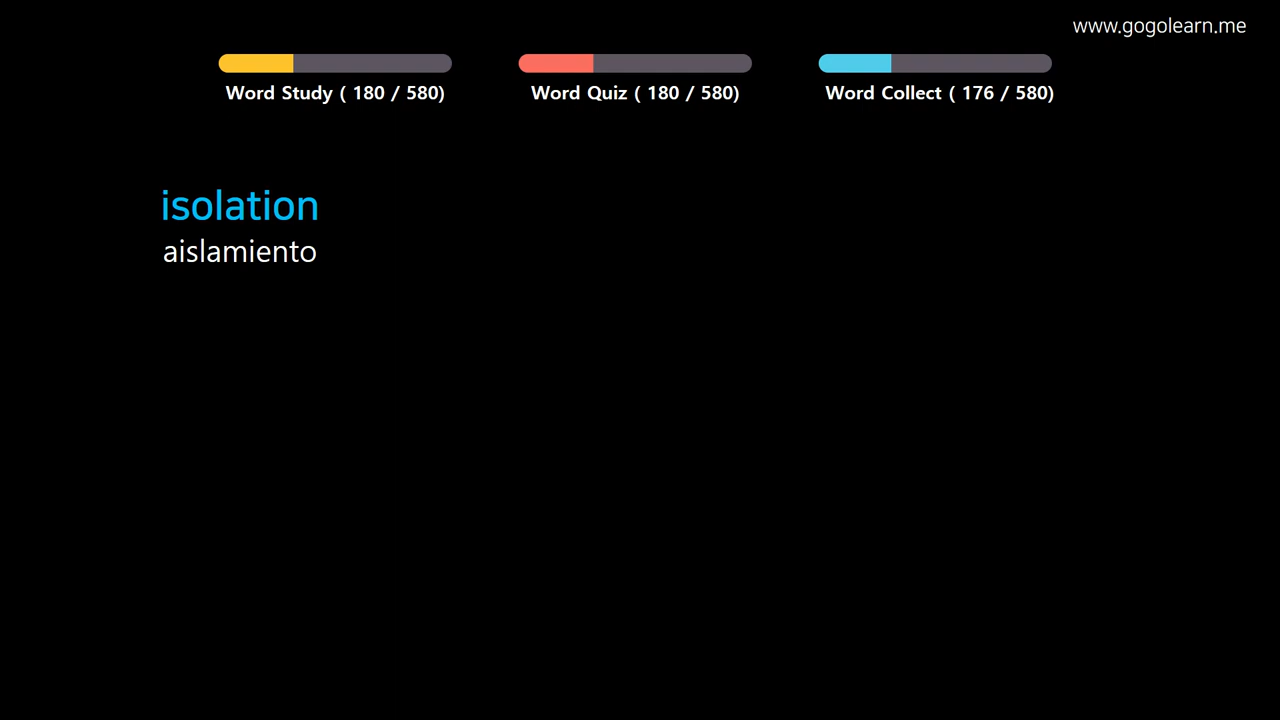 www.gogolearn.me
Word Study ( 180 / 580)
Word Quiz ( 180 / 580)
Word Collect ( 176 / 580)
isolation
aislamiento